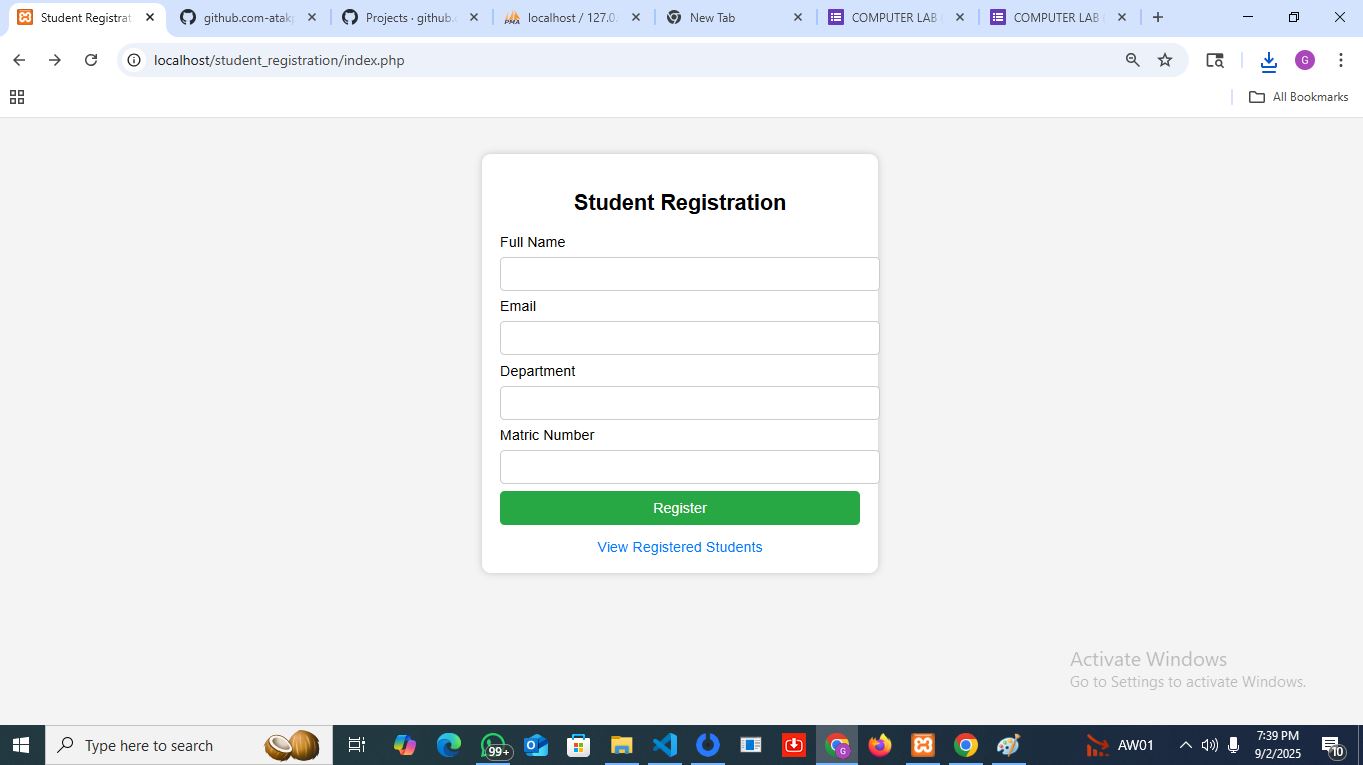 Student Registrat
github.com-atak
Projects · github.
localhost / 127.0.
New Tab
COMPUTER LAB
COMPUTER LAB
localhost/student_registration/index.php
G
All Bookmarks
Student Registration
Full Name
Email
Department
Matric Number
Register
View Registered Students
Activate Windows
Go to Settings to activate Windows.
Type here to search
99+
G
AW01
7:39 PM
9/2/2025
10